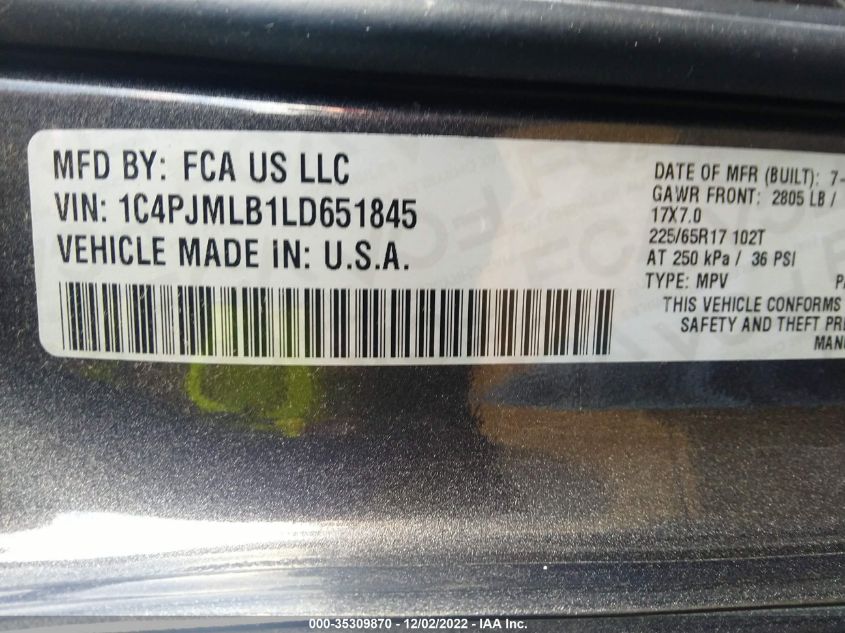 MFD BY: FCA US LLC
VIN: 1C4PJMLB1LD651845
VEHICLE MADE IN: U.S.A.
DATE OF MFR (BUILT): 7-
GAWR FRONT: 2805 LB /
17X7.0
225/65R17 102T
AT 250 kPa / 36 PSI
TYPE: MPV
THIS VEHICLE CONFORMS
SAFETY AND THEFT PRE
MANU
000-35309870 - 12/02/2022 - IAA Inc.